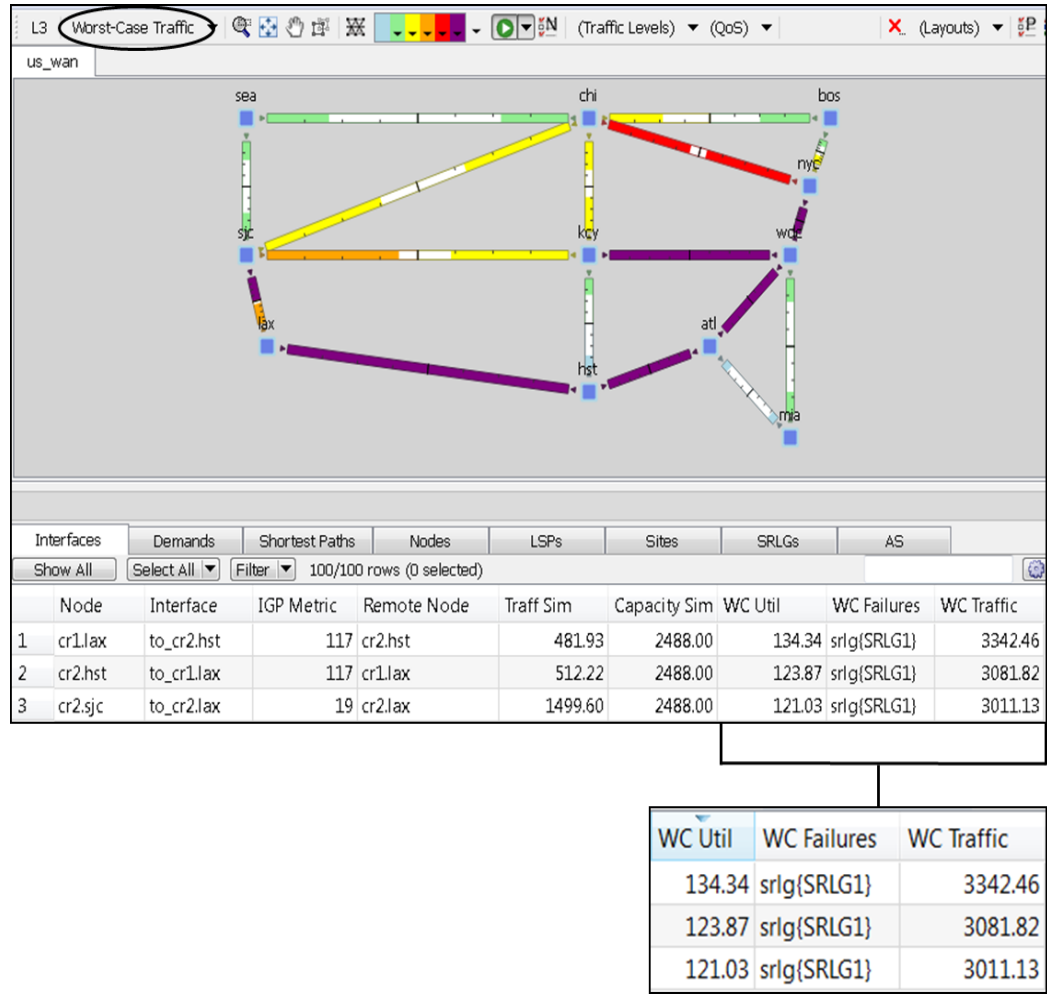 L3 Worst-Case Traffic N (Traffic Levels) (QoS) X (Layouts) P
us_wan
sea chi bos
nyc
sjc kcy wdc
lax atl
hst
mia
Interfaces Demands Shortest Paths Nodes LSPs Sites SRLGs AS
Show All Select All Filter 100/100 rows (0 selected)
Node Interface IGP Metric Remote Node Traff Sim Capacity Sim WC Util WC Failures WC Traffic
1 cr1.lax to_cr2.hst 117 cr2.hst 481.93 2488.00 134.34 srlg{SRLG1} 3342.46
2 cr2.hst to_cr1.lax 117 cr1.lax 512.22 2488.00 123.87 srlg{SRLG1} 3081.82
3 cr2.sjc to_cr2.lax 19 cr2.lax 1499.60 2488.00 121.03 srlg{SRLG1} 3011.13
WC Util WC Failures WC Traffic
134.34 srlg{SRLG1} 3342.46
123.87 srlg{SRLG1} 3081.82
121.03 srlg{SRLG1} 3011.13